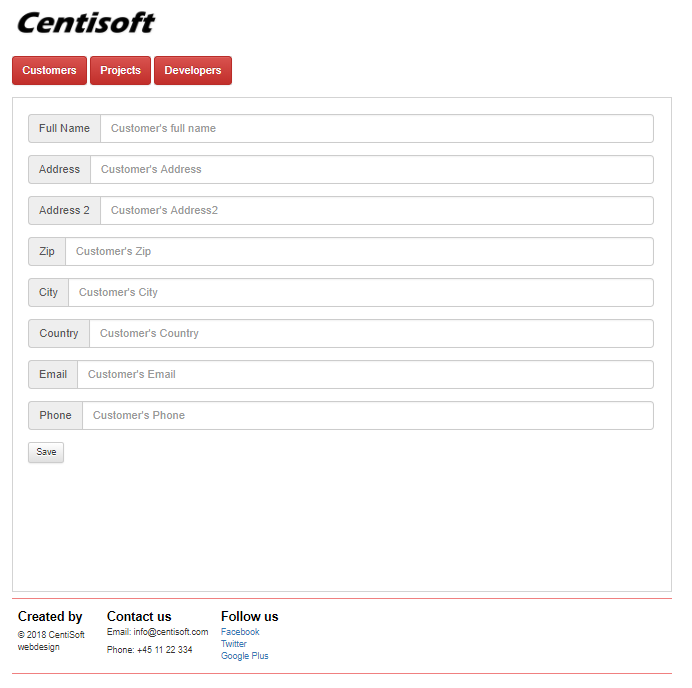 Centisoft
Customers Projects Developers
Full Name Customer's full name
Address Customer's Address
Address 2 Customer's Address2
Zip Customer's Zip
City Customer's City
Country Customer's Country
Email Customer's Email
Phone Customer's Phone
Save
Created by Contact us Follow us
© 2018 CentiSoft Email: info@centisoft.com Facebook
webdesign Phone: +45 11 22 334 Twitter
Google Plus